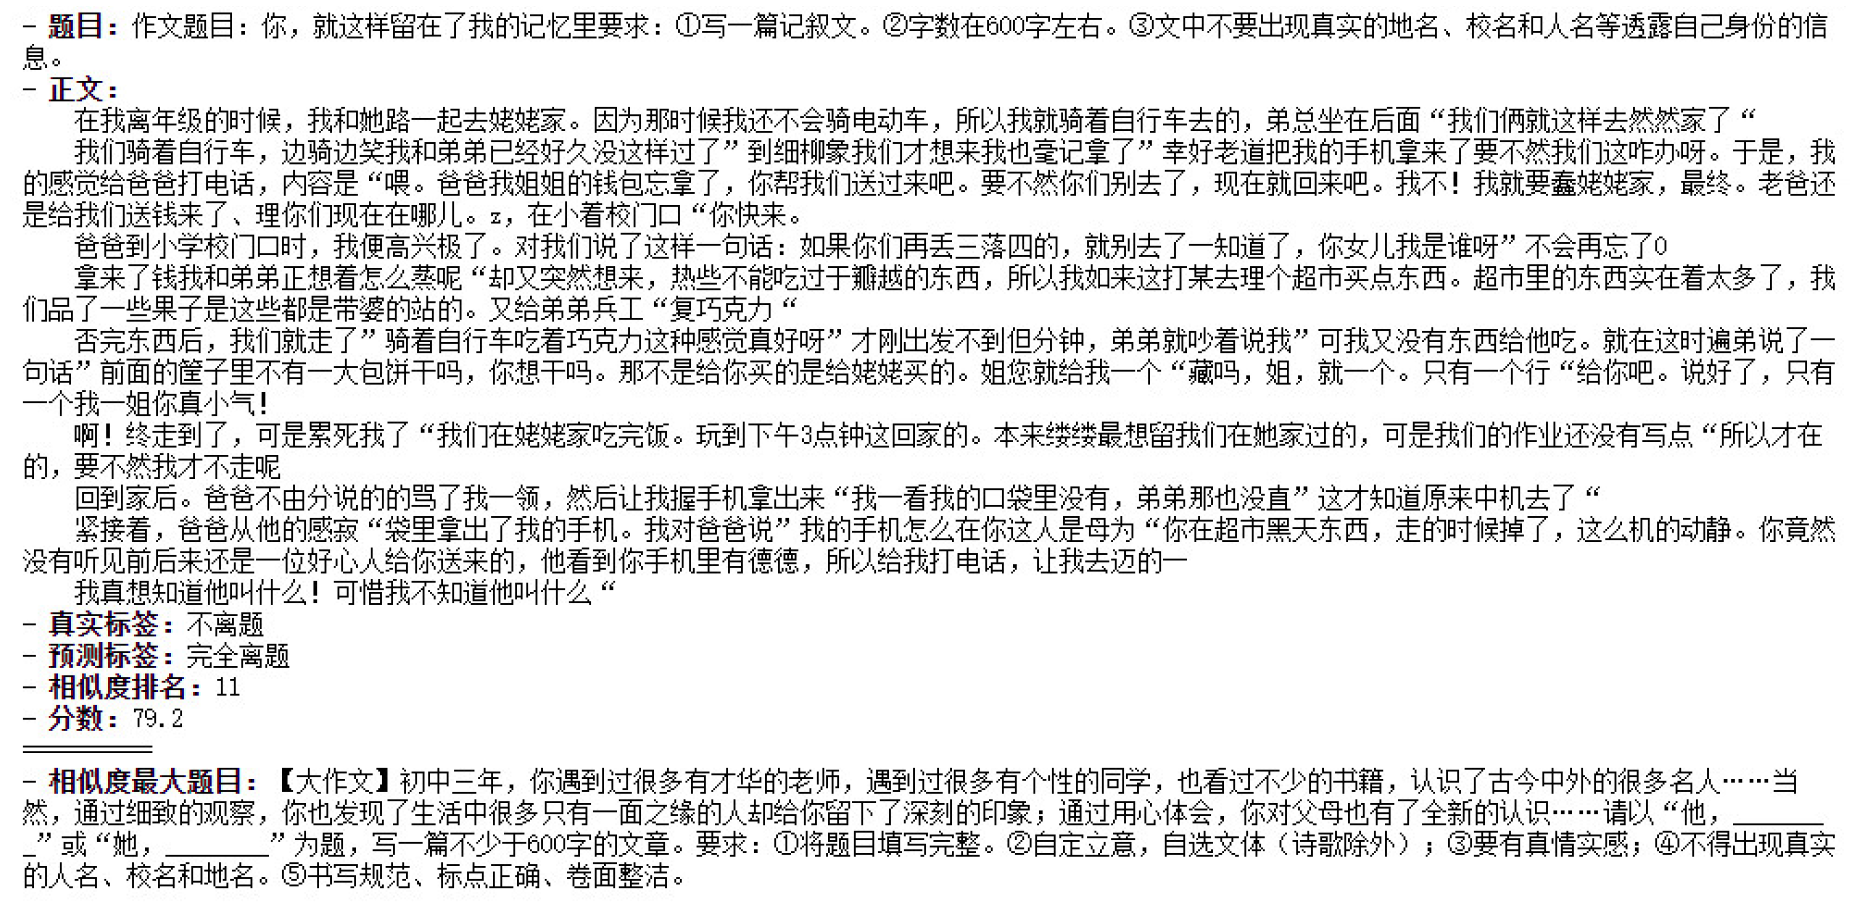 - 题目：作文题目：你，就这样留在了我的记忆里要求：①写一篇记叙文。②字数在600字左右。③文中不要出现真实的地名、校名和人名等透露自己身份的信
息。
- 正文：
在我离年级的时候，我和她路一起去姥姥家。因为那时候我还不会骑电动车，所以我就骑着自行车去的，弟总坐在后面“我们俩就这样去然然家了“
我们骑着自行车，边骑边笑我和弟弟已经好久没这样过了”到细柳象我们才想来我也毫记拿了”幸好老道把我的手机拿来了要不然我们这咋办呀。于是，我
的感觉给爸爸打电话，内容是“喂。爸爸我姐姐的钱包忘拿了，你帮我们送过来吧。要不然你们别去了，现在就回来吧。我不！我就要蠢姥姥家，最终。老爸还
是给我们送钱来了、理你们现在在哪儿。z，在小着校门口“你快来。
爸爸到小学校门口时，我便高兴极了。对我们说了这样一句话：如果你们再丢三落四的，就别去了一知道了，你女儿我是谁呀”不会再忘了0
拿来了钱我和弟弟正想着怎么蒸呢“却又突然想来，热些不能吃过于瓣越的东西，所以我如来这打某去理个超市买点东西。超市里的东西实在着太多了，我
们品了一些果子是这些都是带婆的站的。又给弟弟兵工“复巧克力“
否完东西后，我们就走了”骑着自行车吃着巧克力这种感觉真好呀”才刚出发不到但分钟，弟弟就吵着说我”可我又没有东西给他吃。就在这时遍弟说了一
句话”前面的筐子里不有一大包饼干吗，你想干吗。那不是给你买的是给姥姥买的。姐您就给我一个“藏吗，姐，就一个。只有一个行“给你吧。说好了，只有
一个我一姐你真小气！
啊！终走到了，可是累死我了“我们在姥姥家吃完饭。玩到下午3点钟这回家的。本来缕缕最想留我们在她家过的，可是我们的作业还没有写点“所以才在
的，要不然我才不走呢
回到家后。爸爸不由分说的的骂了我一领，然后让我握手机拿出来“我一看我的口袋里没有，弟弟那也没直”这才知道原来中机去了“
紧接着，爸爸从他的感寂“袋里拿出了我的手机。我对爸爸说”我的手机怎么在你这人是母为“你在超市黑天东西，走的时候掉了，这么机的动静。你竟然
没有听见前后来还是一位好心人给你送来的，他看到你手机里有德德，所以给我打电话，让我去迈的一
我真想知道他叫什么！可惜我不知道他叫什么“
- 真实标签：不离题
- 预测标签：完全离题
- 相似度排名：11
- 分数：79.2
- 相似度最大题目：【大作文】初中三年，你遇到过很多有才华的老师，遇到过很多有个性的同学，也看过不少的书籍，认识了古今中外的很多名人……当
然，通过细致的观察，你也发现了生活中很多只有一面之缘的人却给你留下了深刻的印象；通过用心体会，你对父母也有了全新的认识……请以“他，_______
_”或“她，________”为题，写一篇不少于600字的文章。要求：①将题目填写完整。②自定立意，自选文体（诗歌除外）；③要有真情实感；④不得出现真实
的人名、校名和地名。⑤书写规范、标点正确、卷面整洁。